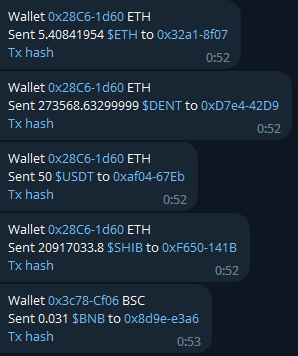 Wallet 0x28C6-1d60 ETH
Sent 5.40841954 $ETH to 0x32a1-8f07
Tx hash
0:52
Wallet 0x28C6-1d60 ETH
Sent 273568.63299999 $DENT to 0xD7e4-42D9
Tx hash
0:52
Wallet 0x28C6-1d60 ETH
Sent 50 $USDT to 0xaf04-67Eb
Tx hash
0:52
Wallet 0x28C6-1d60 ETH
Sent 20917033.8 $SHIB to 0xF650-141B
Tx hash
0:52
Wallet 0x3c78-Cf06 BSC
Sent 0.031 $BNB to 0x8d9e-e3a6
Tx hash
0:53